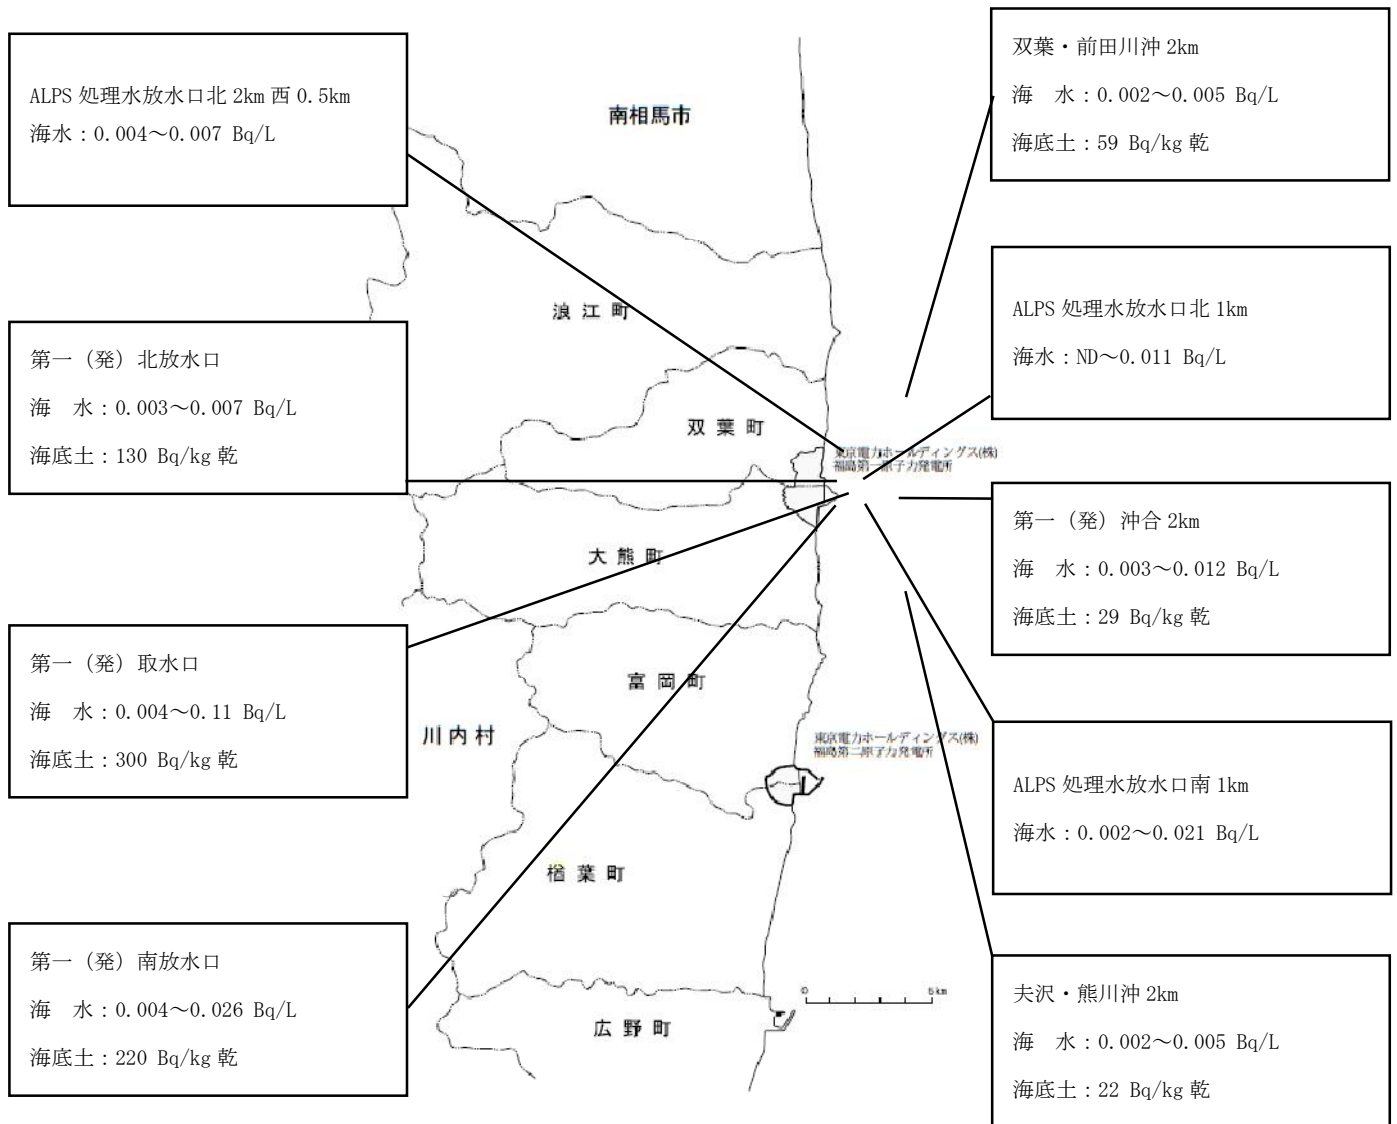 ALPS 処理水放水口北 2km 西 0.5km
海水：0.004～0.007 Bq/L
第一（発）北放水口
海　水：0.003～0.007 Bq/L
海底土：130 Bq/kg 乾
第一（発）取水口
海　水：0.004～0.11 Bq/L
海底土：300 Bq/kg 乾
第一（発）南放水口
海　水：0.004～0.026 Bq/L
海底土：220 Bq/kg 乾
南相馬市
浪江町
双葉町
東京電力ホールディングス(株)
福島第一原子力発電所
大熊町
富岡町
川内村
東京電力ホールディングス(株)
福島第二原子力発電所
楢葉町
広野町
0 5km
双葉・前田川沖 2km
海　水：0.002～0.005 Bq/L
海底土：59 Bq/kg 乾
ALPS 処理水放水口北 1km
海水：ND～0.011 Bq/L
第一（発）沖合 2km
海　水：0.003～0.012 Bq/L
海底土：29 Bq/kg 乾
ALPS 処理水放水口南 1km
海水：0.002～0.021 Bq/L
夫沢・熊川沖 2km
海　水：0.002～0.005 Bq/L
海底土：22 Bq/kg 乾